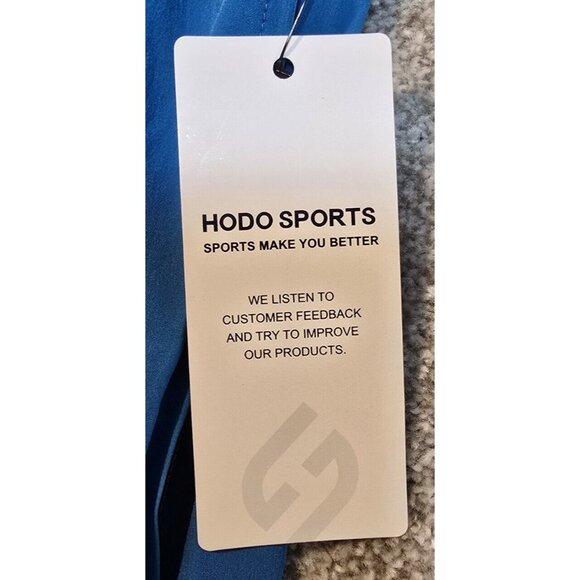 HODO SPORTS
SPORTS MAKE YOU BETTER
WE LISTEN TO
CUSTOMER FEEDBACK
AND TRY TO IMPROVE
OUR PRODUCTS.